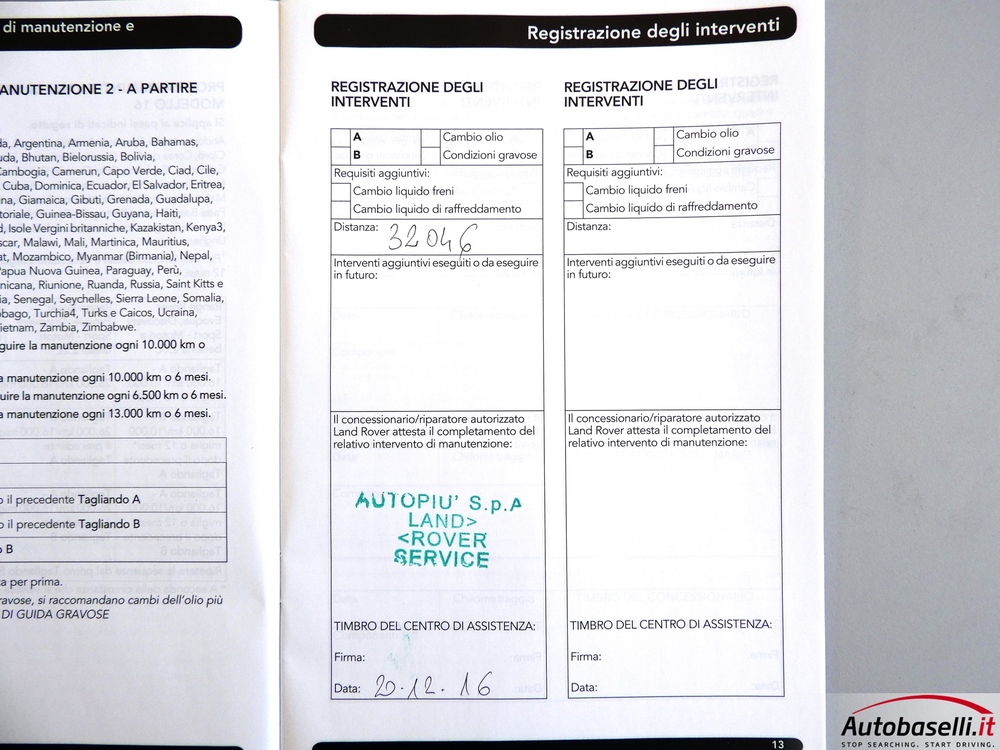 di manutenzione e
ANUTENZIONE 2 - A PARTIRE
da, Argentina, Armenia, Aruba, Bahamas,
uda, Bhutan, Bielorussia, Bolivia,
Cambogia, Camerun, Capo Verde, Ciad, Cile,
Cuba, Dominica, Ecuador, El Salvador, Eritrea,
na, Giamaica, Gibuti, Grenada, Guadalupa,
toriale, Guinea-Bissau, Guyana, Haiti,
d, Isole Vergini britanniche, Kazakistan, Kenya3,
scar, Malawi, Mali, Martinica, Mauritius,
at, Mozambico, Myanmar (Birmania), Nepal,
Papua Nuova Guinea, Paraguay, Perù,
nicana, Riunione, Ruanda, Russia, Saint Kitts e
ia, Senegal, Seychelles, Sierra Leone, Somalia,
obago, Turchia4, Turks e Caicos, Ucraina,
ietnam, Zambia, Zimbabwe.
guire la manutenzione ogni 10.000 km o
a manutenzione ogni 10.000 km o 6 mesi.
uire la manutenzione ogni 6.500 km o 6 mesi.
a manutenzione ogni 13.000 km o 6 mesi.
o il precedente Tagliando A
o il precedente Tagliando B
o B
ca per prima.
ravose, si raccomandano cambi dell'olio più
DI GUIDA GRAVOSE
Registrazione degli interventi
REGISTRAZIONE DEGLI
INTERVENTI
A Cambio olio
B Condizioni gravose
Requisiti aggiuntivi:
Cambio liquido freni
Cambio liquido di raffreddamento
Distanza: 32046
Interventi aggiuntivi eseguiti o da eseguire
in futuro:
Il concessionario/riparatore autorizzato
Land Rover attesta il completamento del
relativo intervento di manutenzione:
AUTOPIU' S.p.A
LAND>
<ROVER
SERVICE
TIMBRO DEL CENTRO DI ASSISTENZA:
Firma:
Data: 20.12.16
REGISTRAZIONE DEGLI
INTERVENTI
A Cambio olio
B Condizioni gravose
Requisiti aggiuntivi:
Cambio liquido freni
Cambio liquido di raffreddamento
Distanza:
Interventi aggiuntivi eseguiti o da eseguire
in futuro:
Il concessionario/riparatore autorizzato
Land Rover attesta il completamento del
relativo intervento di manutenzione:
TIMBRO DEL CENTRO DI ASSISTENZA:
Firma:
Data:
13
Autobaselli.it
STOP SEARCHING. START DRIVING.